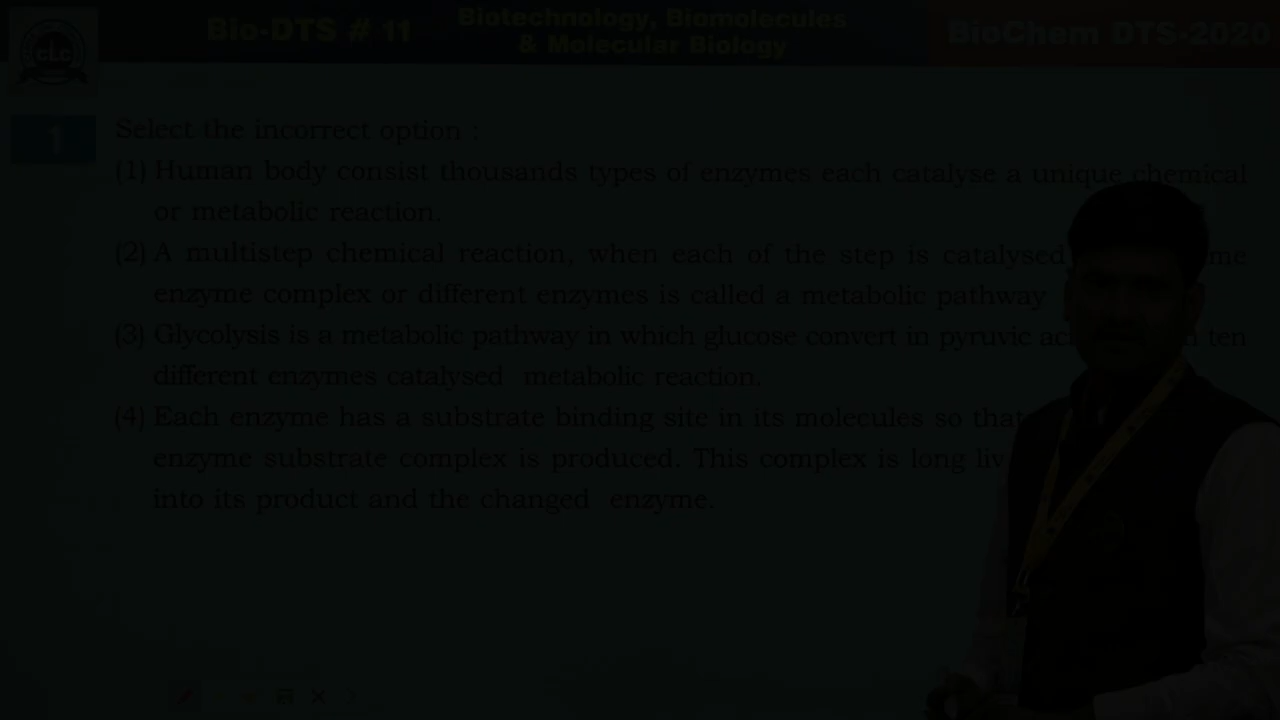 CLC
Bio-DTS # 11
Biotechnology, Biomolecules
& Molecular Biology
BioChem DTS-2020
1
Select the incorrect option :
(1) Human body consist thousands types of enzymes each catalyse a unique chemical
or metabolic reaction.
(2) A multistep chemical reaction, when each of the step is catalysed me
enzyme complex or different enzymes is called a metabolic pathway
(3) Glycolysis is a metabolic pathway in which glucose convert in pyruvic ten
different enzymes catalysed metabolic reaction.
(4) Each enzyme has a substrate binding site in its molecules so that
enzyme substrate complex is produced. This complex is long liv
into its product and the changed enzyme.